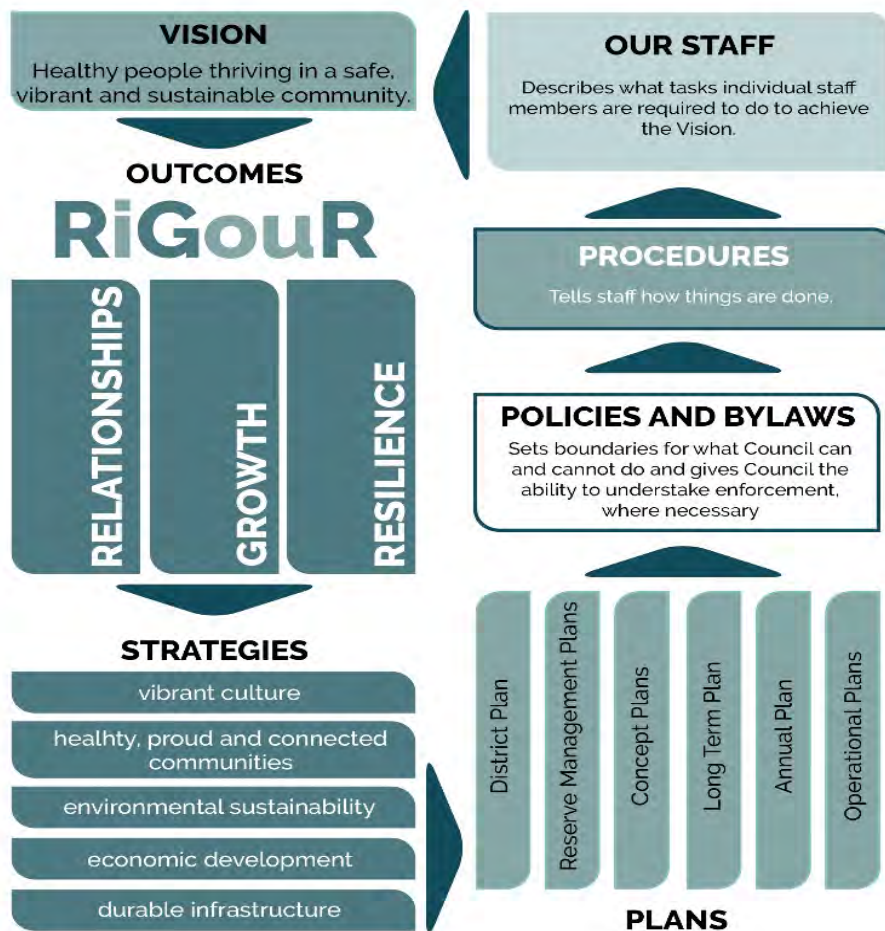 VISION
Healthy people thriving in a safe,
vibrant and sustainable community.
OUTCOMES
RiGouR
RELATIONSHIPS
GROWTH
RESILIENCE
STRATEGIES
vibrant culture
healhty, proud and connected
communities
environmental sustainability
economic development
durable infrastructure
PLANS
District Plan
Reserve Management Plans
Concept Plans
Long Term Plan
Annual Plan
Operational Plans
POLICIES AND BYLAWS
Sets boundaries for what Council can
and cannot do and gives Council the
ability to understake enforcement,
where necessary
PROCEDURES
Tells staff how things are done.
OUR STAFF
Describes what tasks individual staff
members are required to do to achieve
the Vision.